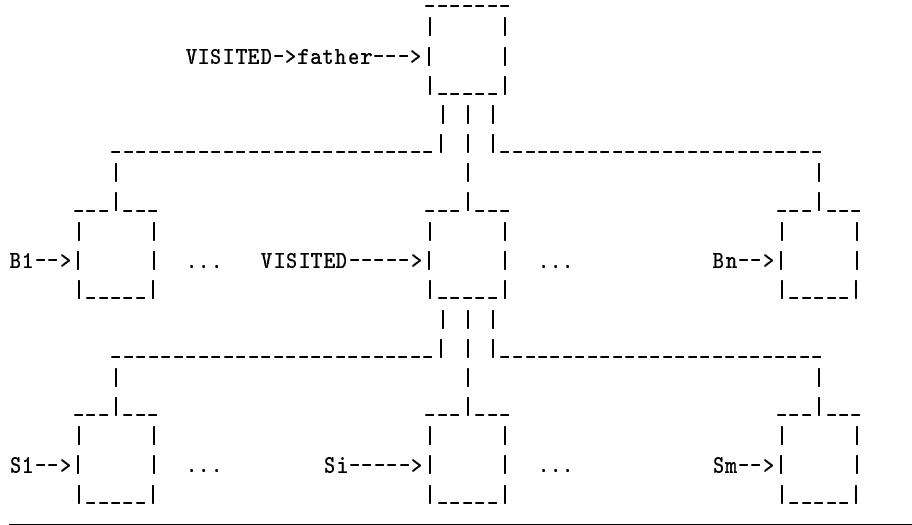 VISITED->father--->
B1--> ... VISITED-----> ... Bn-->
S1--> ... Si-----> ... Sm-->